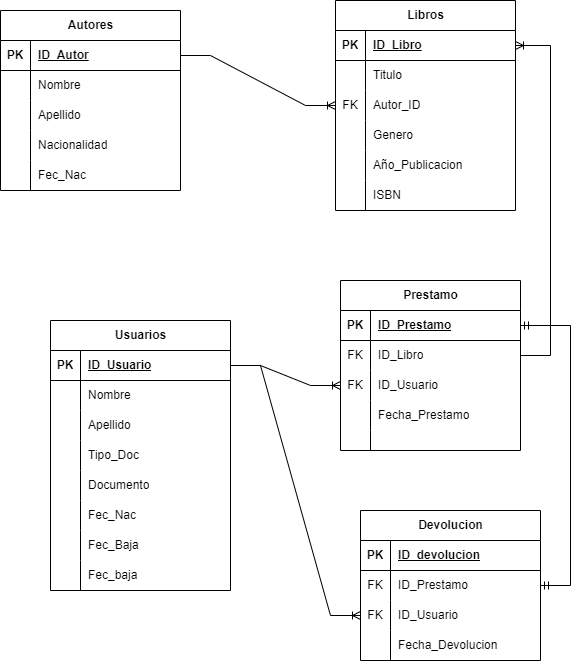 Autores
PK ID_Autor
Nombre
Apellido
Nacionalidad
Fec_Nac
Libros
PK ID_Libro
Titulo
FK Autor_ID
Genero
Año_Publicacion
ISBN
Usuarios
PK ID_Usuario
Nombre
Apellido
Tipo_Doc
Documento
Fec_Nac
Fec_Baja
Fec_baja
Prestamo
PK ID_Prestamo
FK ID_Libro
FK ID_Usuario
Fecha_Prestamo
Devolucion
PK ID_devolucion
FK ID_Prestamo
FK ID_Usuario
Fecha_Devolucion